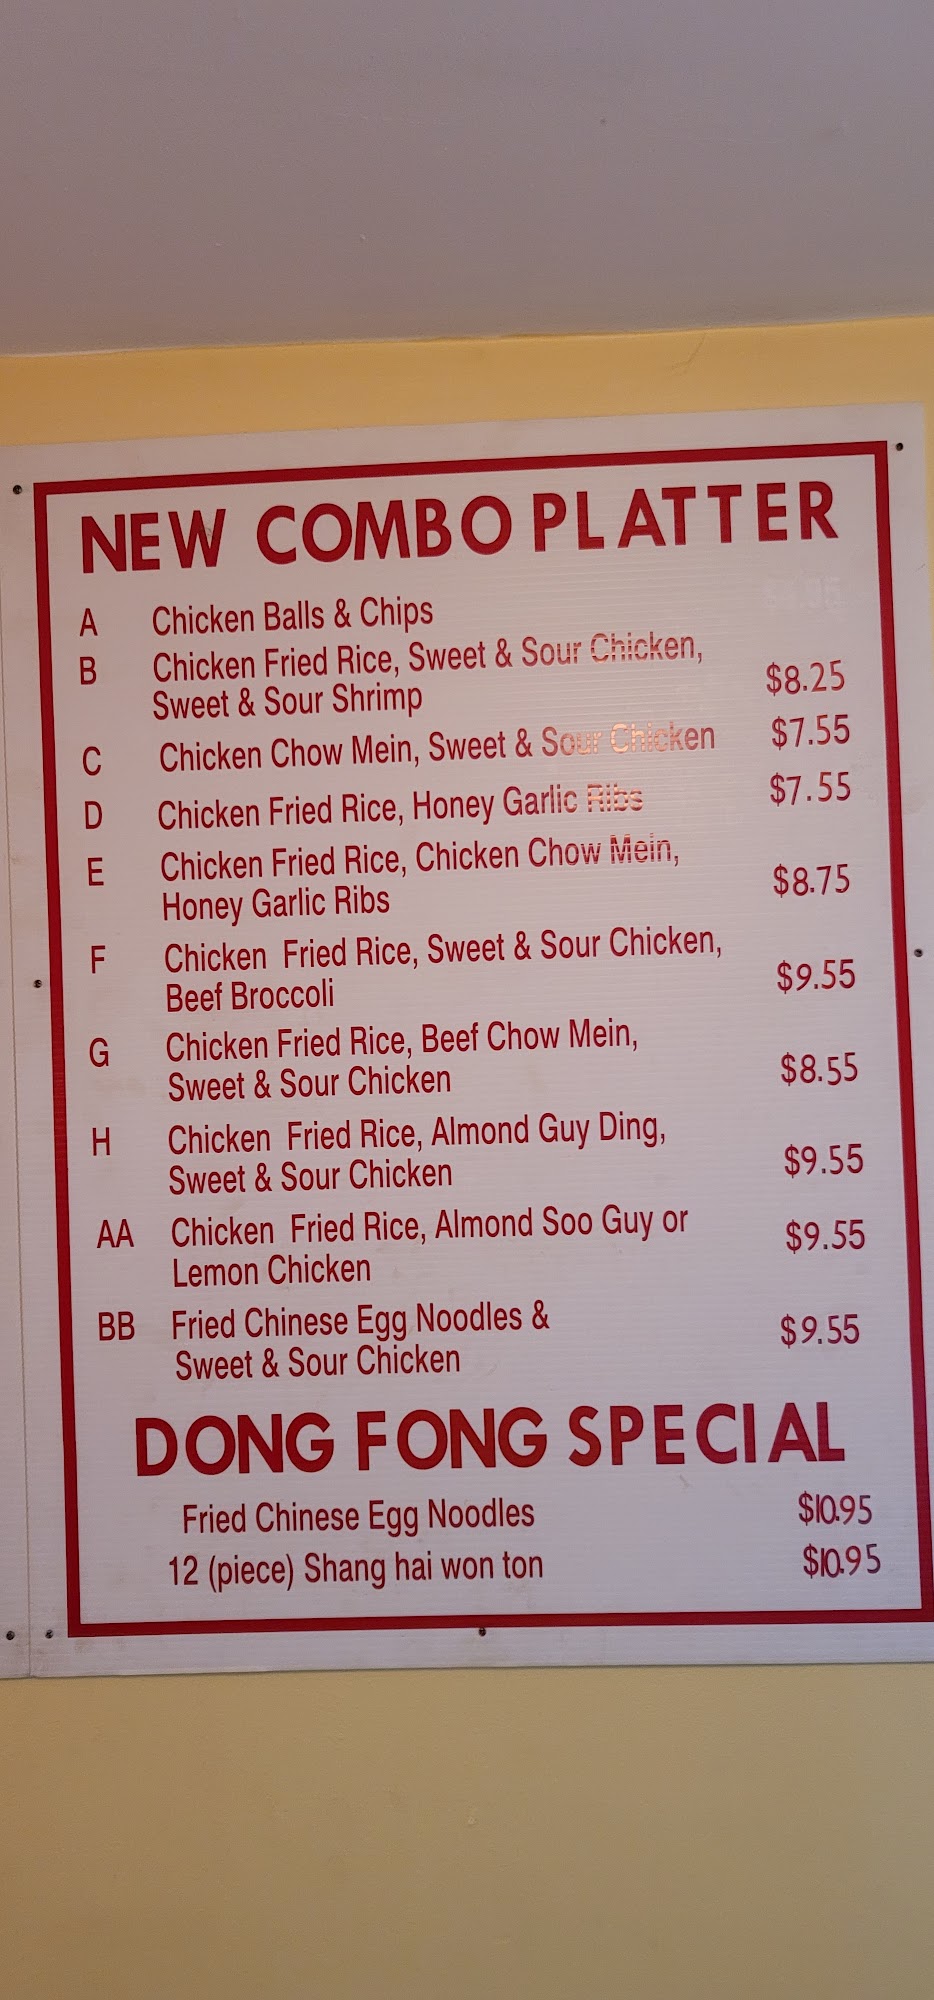 NEW COMBO PLATTER
A Chicken Balls & Chips
B Chicken Fried Rice, Sweet & Sour Chicken,
Sweet & Sour Shrimp $8.25
C Chicken Chow Mein, Sweet & Sour Chicken $7.55
D Chicken Fried Rice, Honey Garlic Ribs $7.55
E Chicken Fried Rice, Chicken Chow Mein,
Honey Garlic Ribs $8.75
F Chicken Fried Rice, Sweet & Sour Chicken,
Beef Broccoli $9.55
G Chicken Fried Rice, Beef Chow Mein,
Sweet & Sour Chicken $8.55
H Chicken Fried Rice, Almond Guy Ding,
Sweet & Sour Chicken $9.55
AA Chicken Fried Rice, Almond Soo Guy or $9.55
Lemon Chicken
BB Fried Chinese Egg Noodles & $9.55
Sweet & Sour Chicken
DONG FONG SPECIAL
Fried Chinese Egg Noodles $10.95
12 (piece) Shang hai won ton $10.95